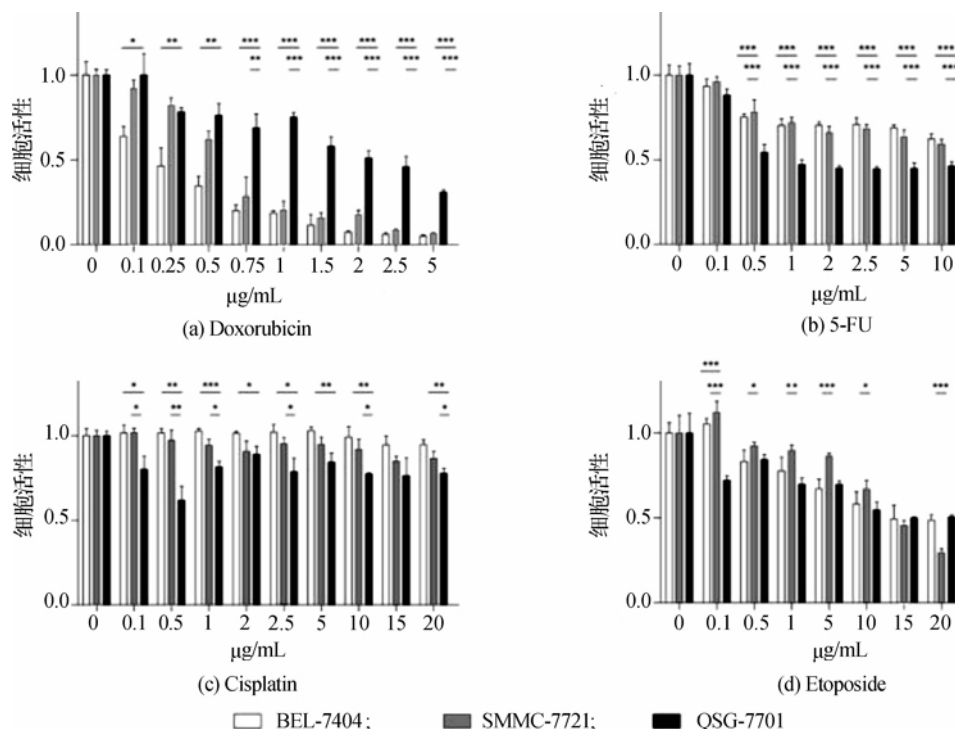 * ** ** *** *** *** *** *** ***
** *** *** *** *** ***
1.0
0.5
0.0
细胞活性
0 0.1 0.25 0.5 0.75 1 1.5 2 2.5 5
μg/mL
(a) Doxorubicin
*** *** *** *** *** ***
*** *** *** *** *** ***
1.0
0.5
0.0
细胞活性
0 0.1 0.5 1 2 2.5 5 10
μg/mL
(b) 5-FU
* ** *** * * ** ** **
* ** * * * *
1.0
0.5
0.0
细胞活性
0 0.1 0.5 1 2 2.5 5 10 15 20
μg/mL
(c) Cisplatin
***
*** * ** *** * ***
1.0
0.5
0.0
细胞活性
0 0.1 0.5 1 5 10 15 20
μg/mL
(d) Etoposide
BEL-7404; SMMC-7721; QSG-7701